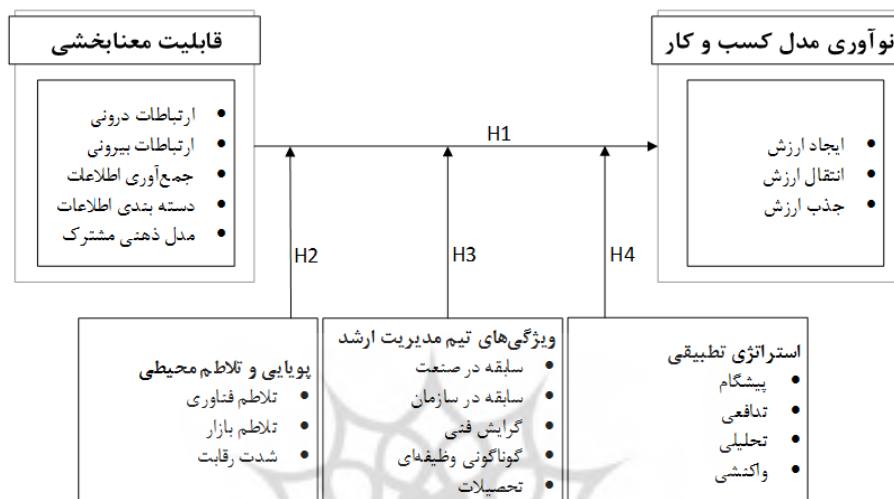 قابلیت معنابخشی
ارتباطات درونی
ارتباطات بیرونی
جمع‌آوری اطلاعات
دسته بندی اطلاعات
مدل ذهنی مشترک
نوآوری مدل کسب و کار
ایجاد ارزش
انتقال ارزش
جذب ارزش
H1
H2
H3
H4
پویایی و تلاطم محیطی
تلاطم فناوری
تلاطم بازار
شدت رقابت
ویژگی‌های تیم مدیریت ارشد
سابقه در صنعت
سابقه در سازمان
گرایش فنی
گوناگونی وظیفه‌ای
تحصیلات
استراتژی تطبیقی
پیشگام
تدافعی
تحلیلی
واکنشی